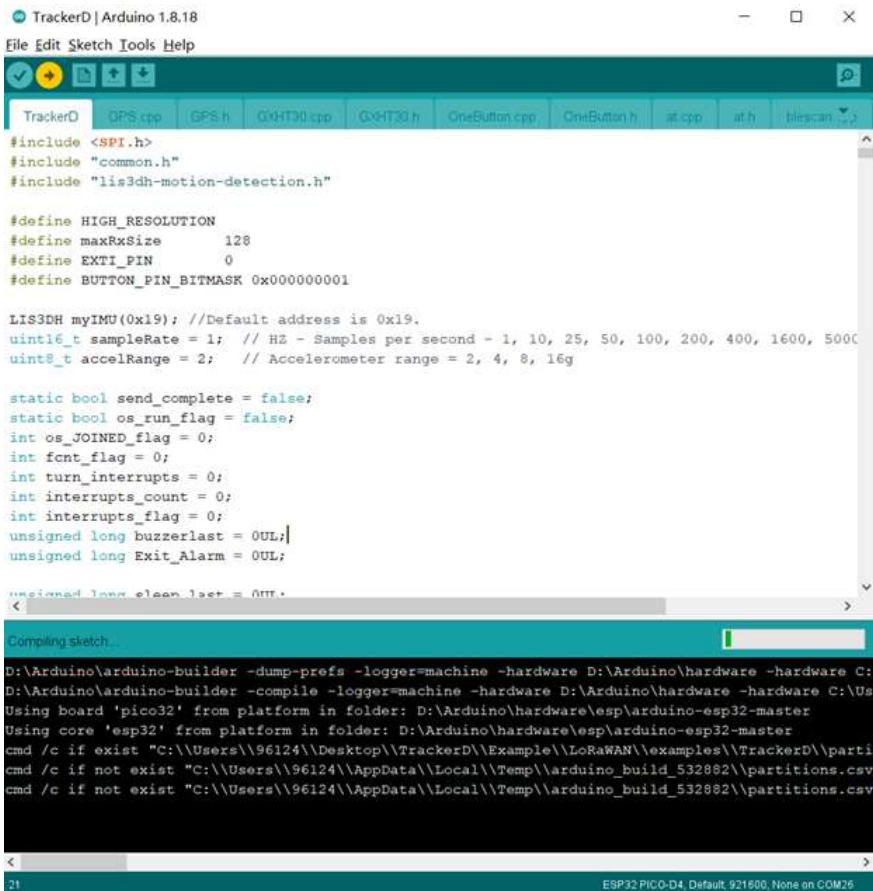 TrackerD | Arduino 1.8.18
File Edit Sketch Tools Help
TrackerD GPS.cpp GPS.h GXHT30.cpp GXHT30.h OneButton.cpp OneButton.h at.cpp at.h blescan
#include <SPI.h>
#include "common.h"
#include "lis3dh-motion-detection.h"
#define HIGH_RESOLUTION
#define maxRxSize 128
#define EXTI_PIN 0
#define BUTTON_PIN_BITMASK 0x000000001
LIS3DH myIMU(0x19); //Default address is 0x19.
uint16_t sampleRate = 1; // HZ - Samples per second - 1, 10, 25, 50, 100, 200, 400, 1600, 5000
uint8_t accelRange = 2; // Accelerometer range = 2, 4, 8, 16g
static bool send_complete = false;
static bool os_run_flag = false;
int os_JOINED_flag = 0;
int fcnt_flag = 0;
int turn_interrupts = 0;
int interrupts_count = 0;
int interrupts_flag = 0;
unsigned long buzzerlast = 0UL;
unsigned long Exit_Alarm = 0UL;
unsigned long sleep_last = 0UL;
Compiling sketch...
D:\Arduino\arduino-builder -dump-prefs -logger=machine -hardware D:\Arduino\hardware -hardware C:
D:\Arduino\arduino-builder -compile -logger=machine -hardware D:\Arduino\hardware -hardware C:\Us
Using board 'pico32' from platform in folder: D:\Arduino\hardware\esp\arduino-esp32-master
Using core 'esp32' from platform in folder: D:\Arduino\hardware\esp\arduino-esp32-master
cmd /c if exist "C:\\Users\\96124\\Desktop\\TrackerD\\Example\\LoRaWAN\\examples\\TrackerD\\parti
cmd /c if not exist "C:\\Users\\96124\\AppData\\Local\\Temp\\arduino_build_532882\\partitions.csv
cmd /c if not exist "C:\\Users\\96124\\AppData\\Local\\Temp\\arduino_build_532882\\partitions.csv
21 ESP32 PICO-D4, Default, 921600, None on COM26